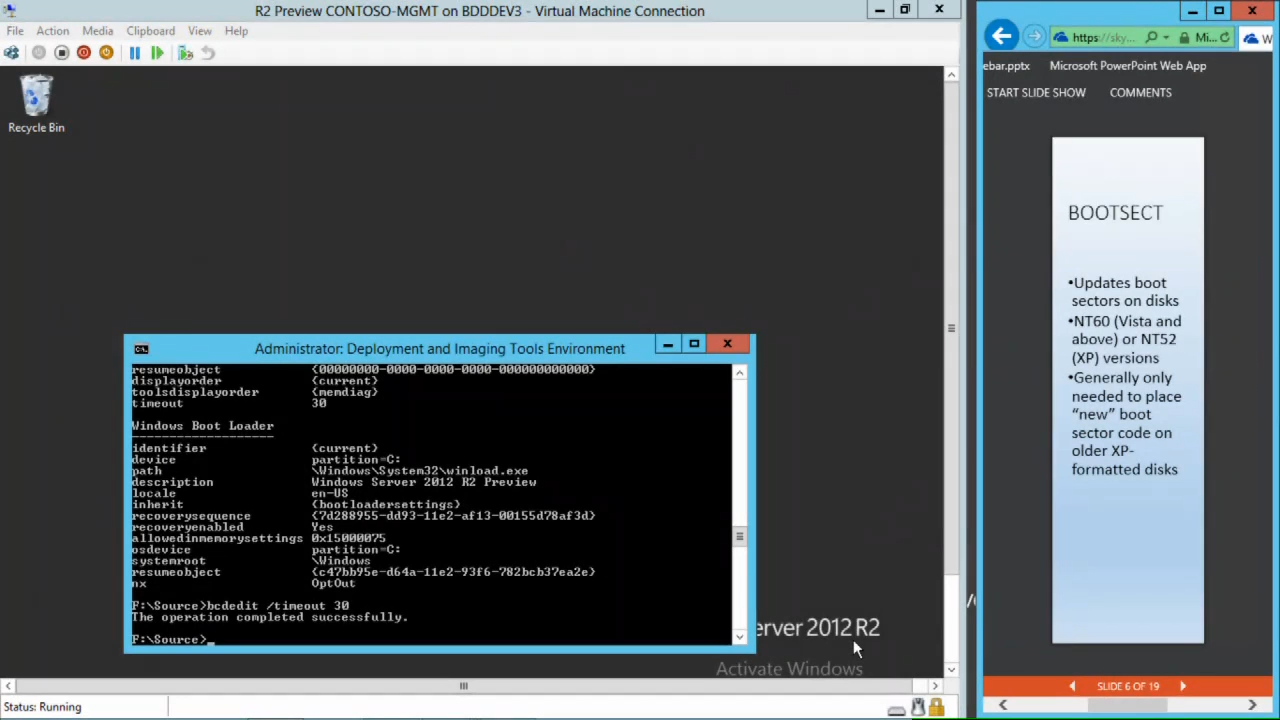 R2 Preview CONTOSO-MGMT on BDDDEV3 - Virtual Machine Connection
File Action Media Clipboard View Help
Recycle Bin
Administrator: Deployment and Imaging Tools Environment
resumeobject {00000000-0000-0000-0000-000000000000}
displayorder {current}
toolsdisplayorder {memdiag}
timeout 30
Windows Boot Loader
-------------------
identifier {current}
device partition=C:
path \Windows\System32\winload.exe
description Windows Server 2012 R2 Preview
locale en-US
inherit {bootloadersettings}
recoverysequence {7d288955-dd93-11e2-af13-00155d78af3d}
recoveryenabled Yes
allowedinmemorysettings 0x15000075
osdevice partition=C:
systemroot \Windows
resumeobject {c47bb95e-d64a-11e2-93f6-782bcb37ea2e}
nx OptOut
F:\Source>bcdedit /timeout 30
The operation completed successfully.
F:\Source>_
erver 2012 R2
Activate Windows
Status: Running
https://sky... Mi...
ebar.pptx Microsoft PowerPoint Web App
START SLIDE SHOW COMMENTS
BOOTSECT
•Updates boot
sectors on disks
•NT60 (Vista and
above) or NT52
(XP) versions
•Generally only
needed to place
“new” boot
sector code on
older XP-
formatted disks
SLIDE 6 OF 19